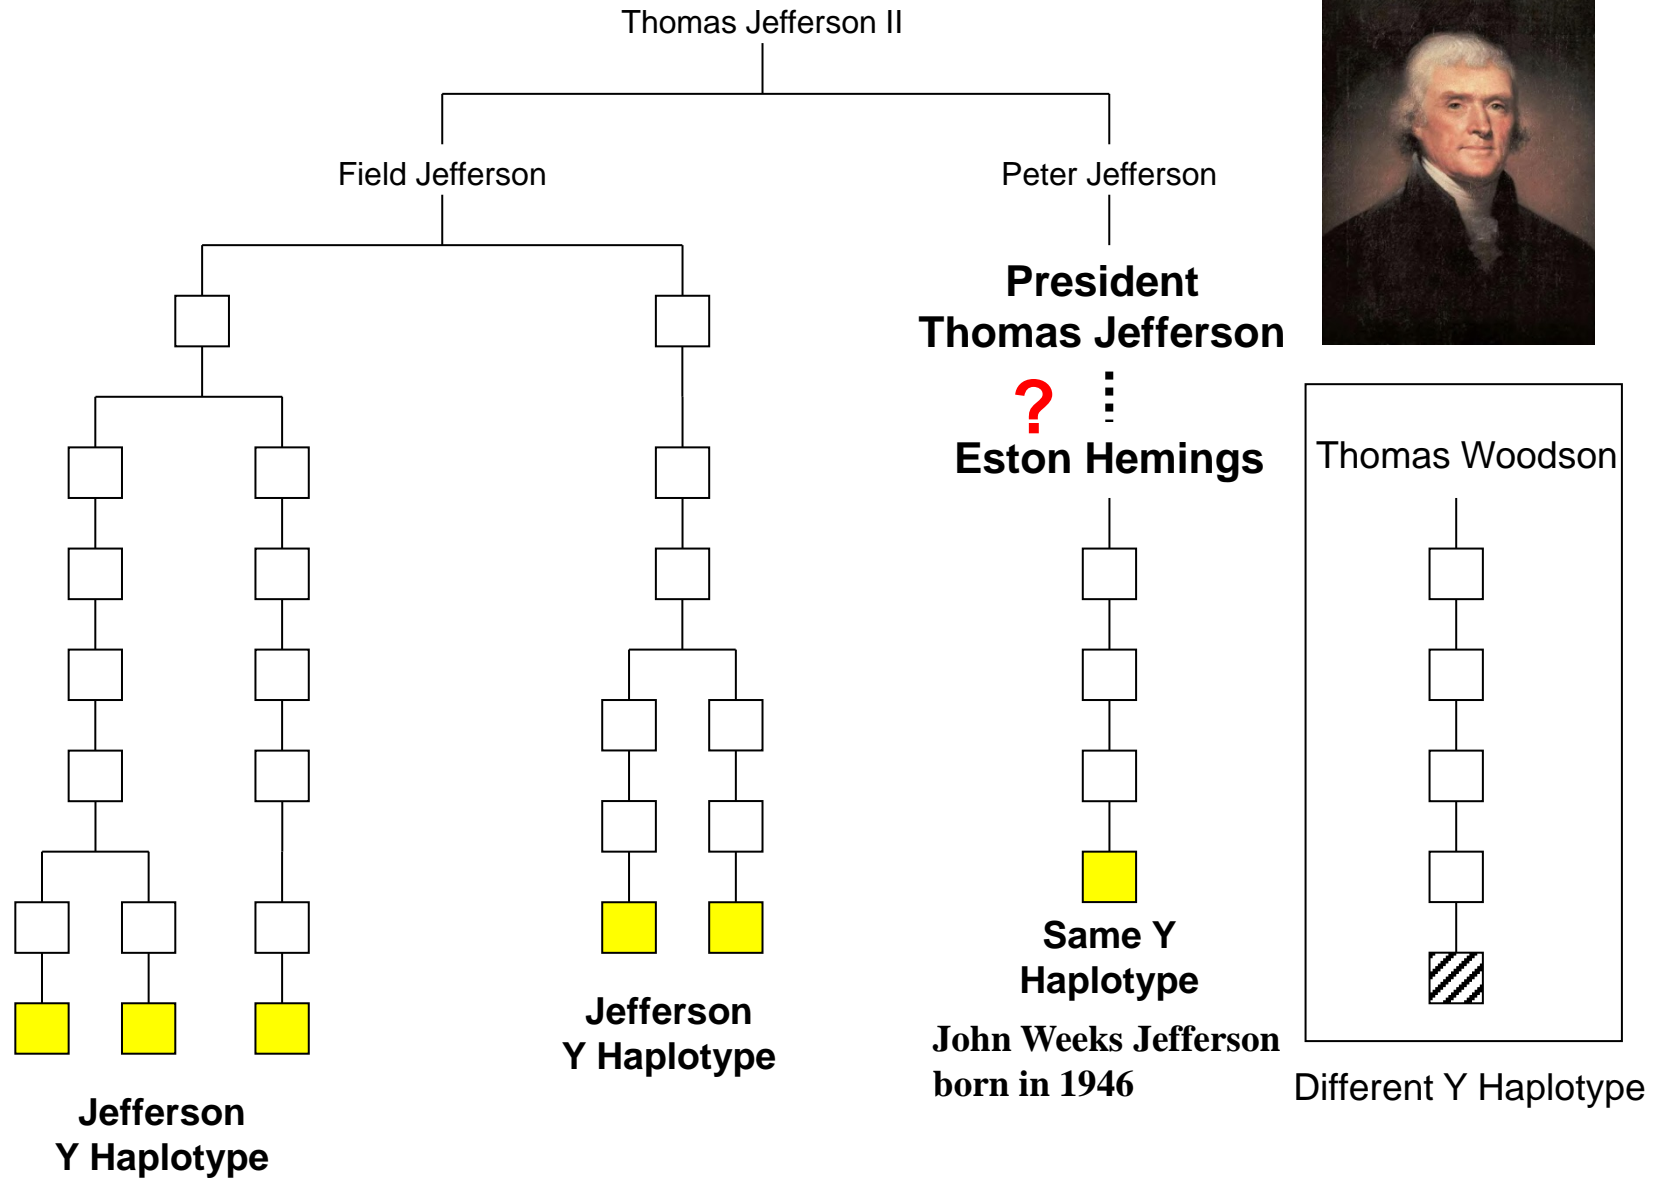 Thomas Jefferson II
Field Jefferson
Peter Jefferson
President
Thomas Jefferson
?
Eston Hemings
Thomas Woodson
Same Y
Haplotype
John Weeks Jefferson
born in 1946
Jefferson
Y Haplotype
Different Y Haplotype
Jefferson
Y Haplotype